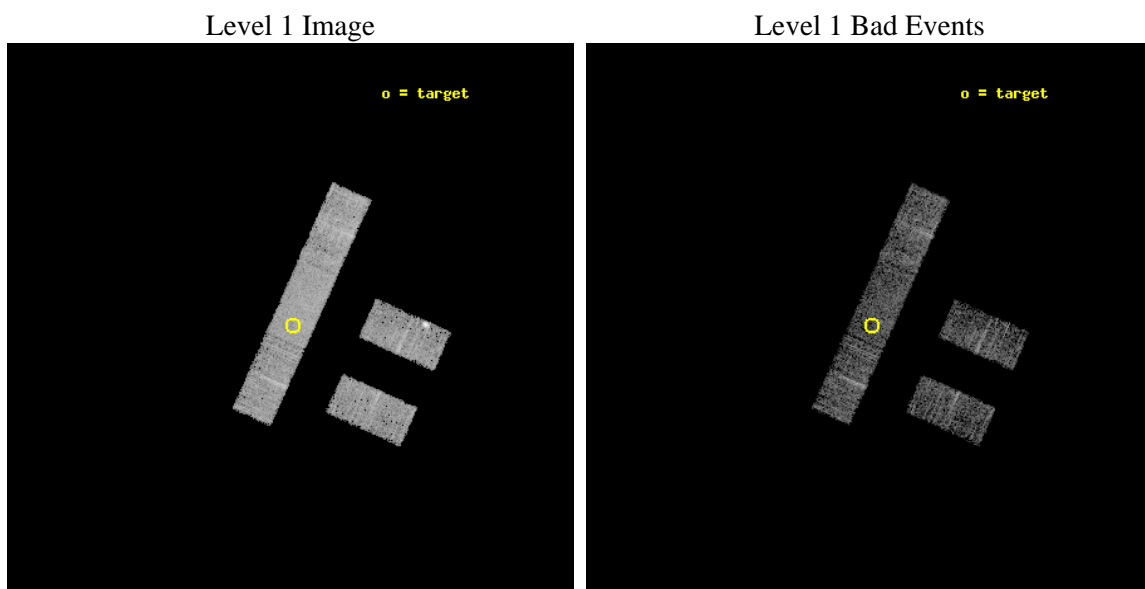 Level 1 Image
Level 1 Bad Events
o = target
o = target